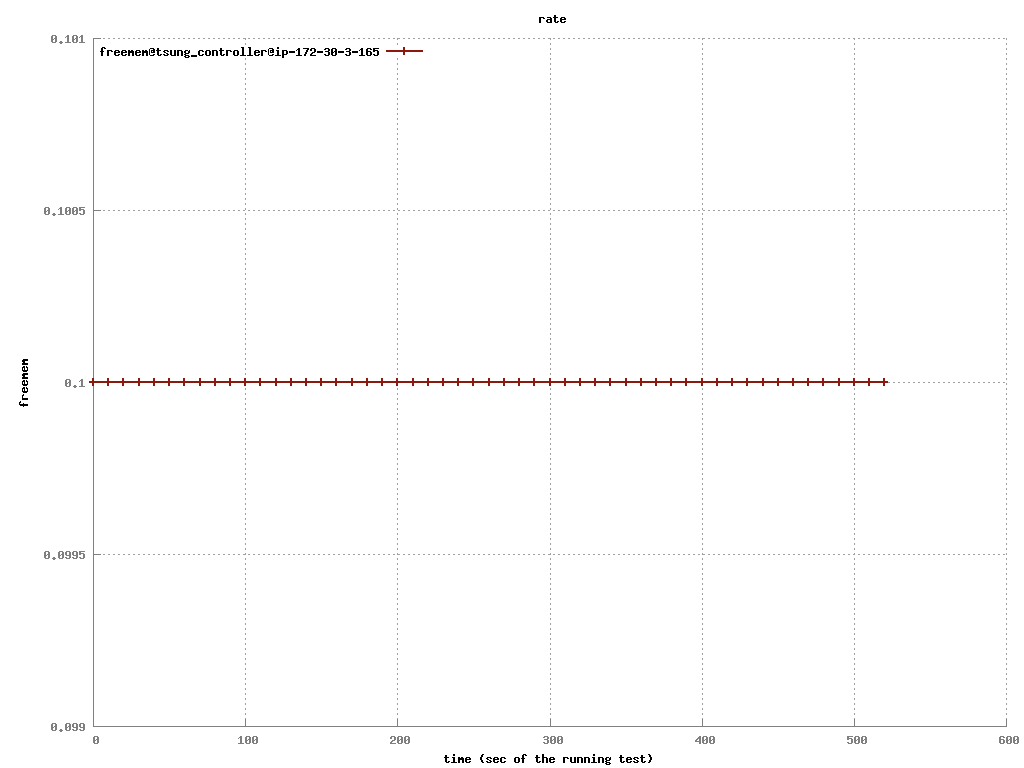 rate
0.101
freemem@tsung_controller@ip-172-30-3-165
0.1005
freemem
0.1
0.0995
0.099
0 100 200 300 400 500 600
time (sec of the running test)